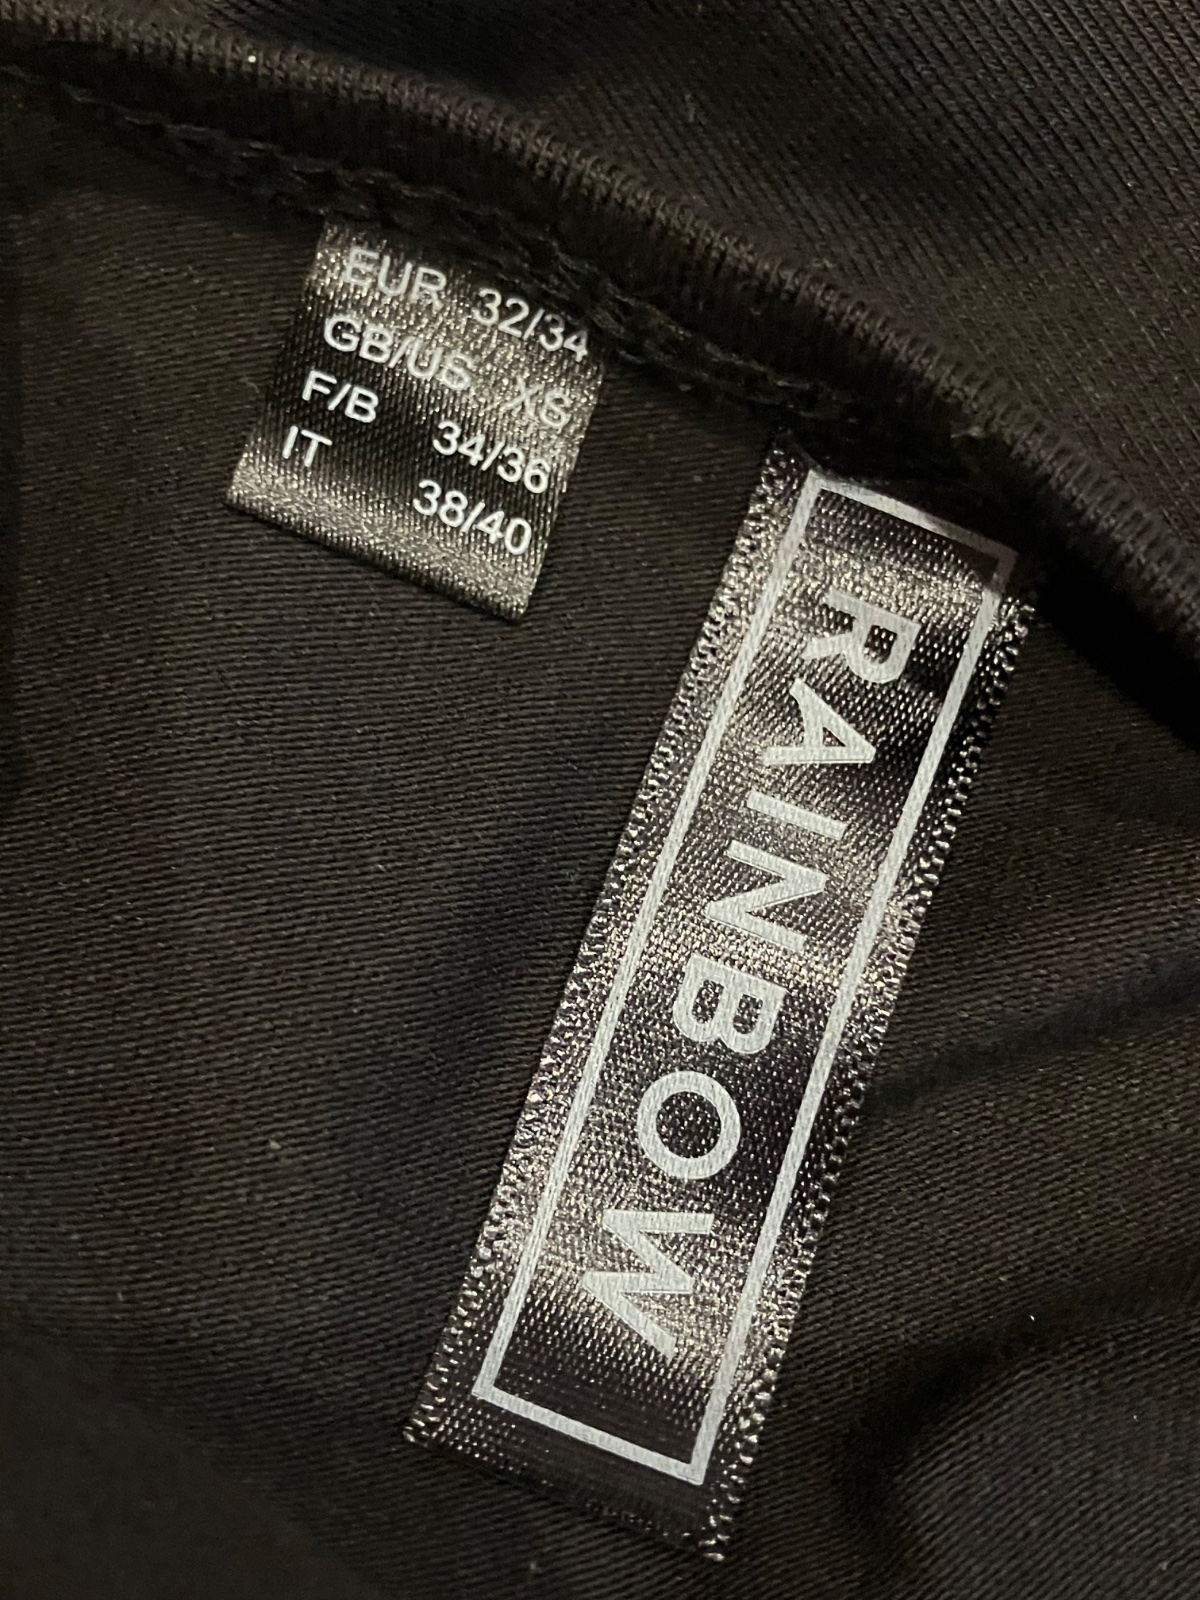 EUR 32/34
GB/US XS
F/B 34/36
IT 38/40
RAINBOW